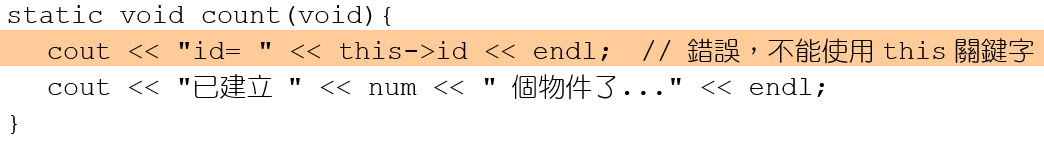 static void count(void){
cout << "id= " << this->id << endl;  // 錯誤，不能使用 this 關鍵字
cout << "已建立 " << num << " 個物件了..." << endl;
}